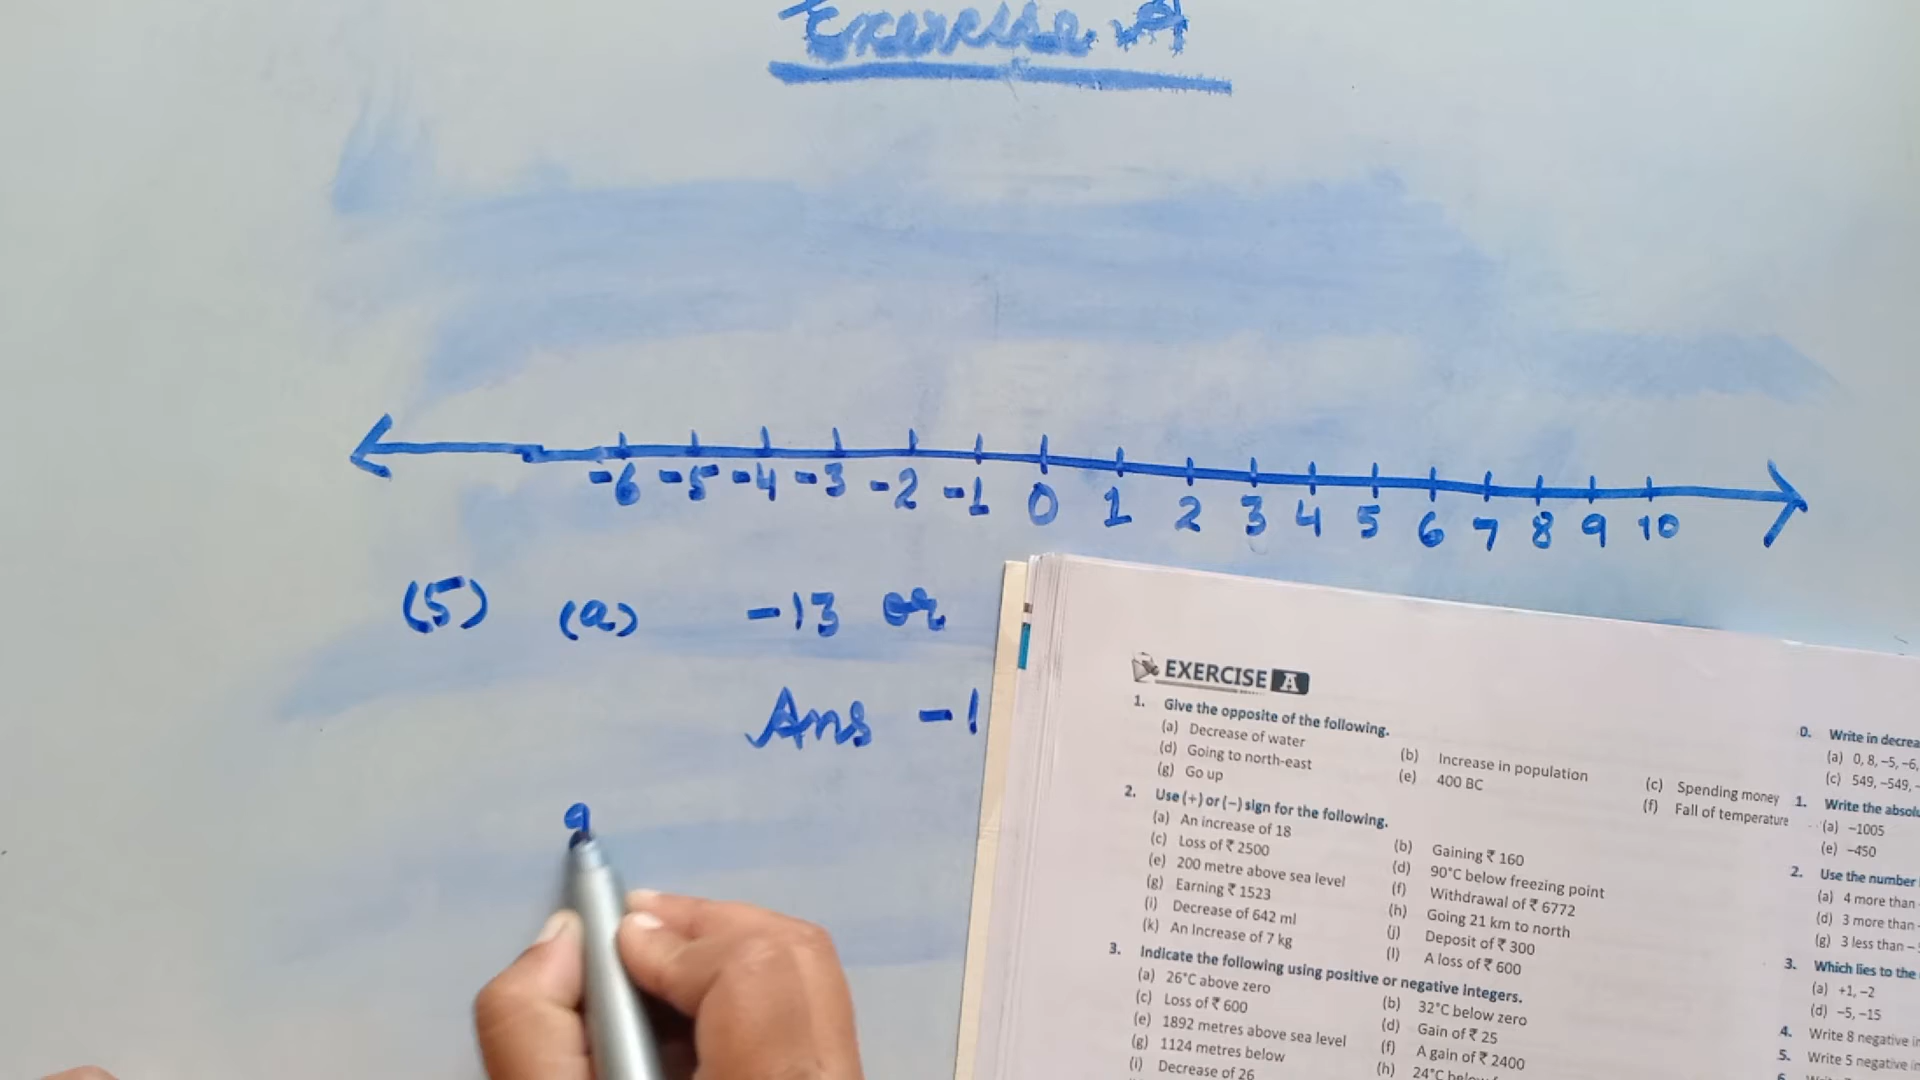 Exercise A
-6 -5 -4 -3 -2 -1 0 1 2 3 4 5 6 7 8 9 10
(5) (a) -13 or
Ans -1
9
EXERCISE A
1. Give the opposite of the following.
(a) Decrease of water
(b) Increase in population
(c) Spending money
(d) Going to north-east
(e) 400 BC
(f) Fall of temperature
(g) Go up
2. Use (+) or (−) sign for the following.
(a) An increase of 18
(b) Gaining ₹ 160
(c) Loss of ₹ 2500
(d) 90°C below freezing point
(e) 200 metre above sea level
(f) Withdrawal of ₹ 6772
(g) Earning ₹ 1523
(h) Going 21 km to north
(i) Decrease of 642 ml
(j) Deposit of ₹ 300
(k) An Increase of 7 kg
(l) A loss of ₹ 600
3. Indicate the following using positive or negative integers.
(a) 26°C above zero
(b) 32°C below zero
(c) Loss of ₹ 600
(d) Gain of ₹ 25
(e) 1892 metres above sea level
(f) A gain of ₹ 2400
(g) 1124 metres below
(h) 24°C
(i) Decrease of 26
0. Write in
(a) 0, 8, −5, −6,
(c) 549, −549,
1. Write the
(a) −1005
(e) −450
2. Use the number
(a) 4 more than
(d) 3 more than
(g) 3 less than −
3. Which lies to the
(a) +1, −2
(d) −5, −15
4. Write 8 negative
5. Write 5 negative